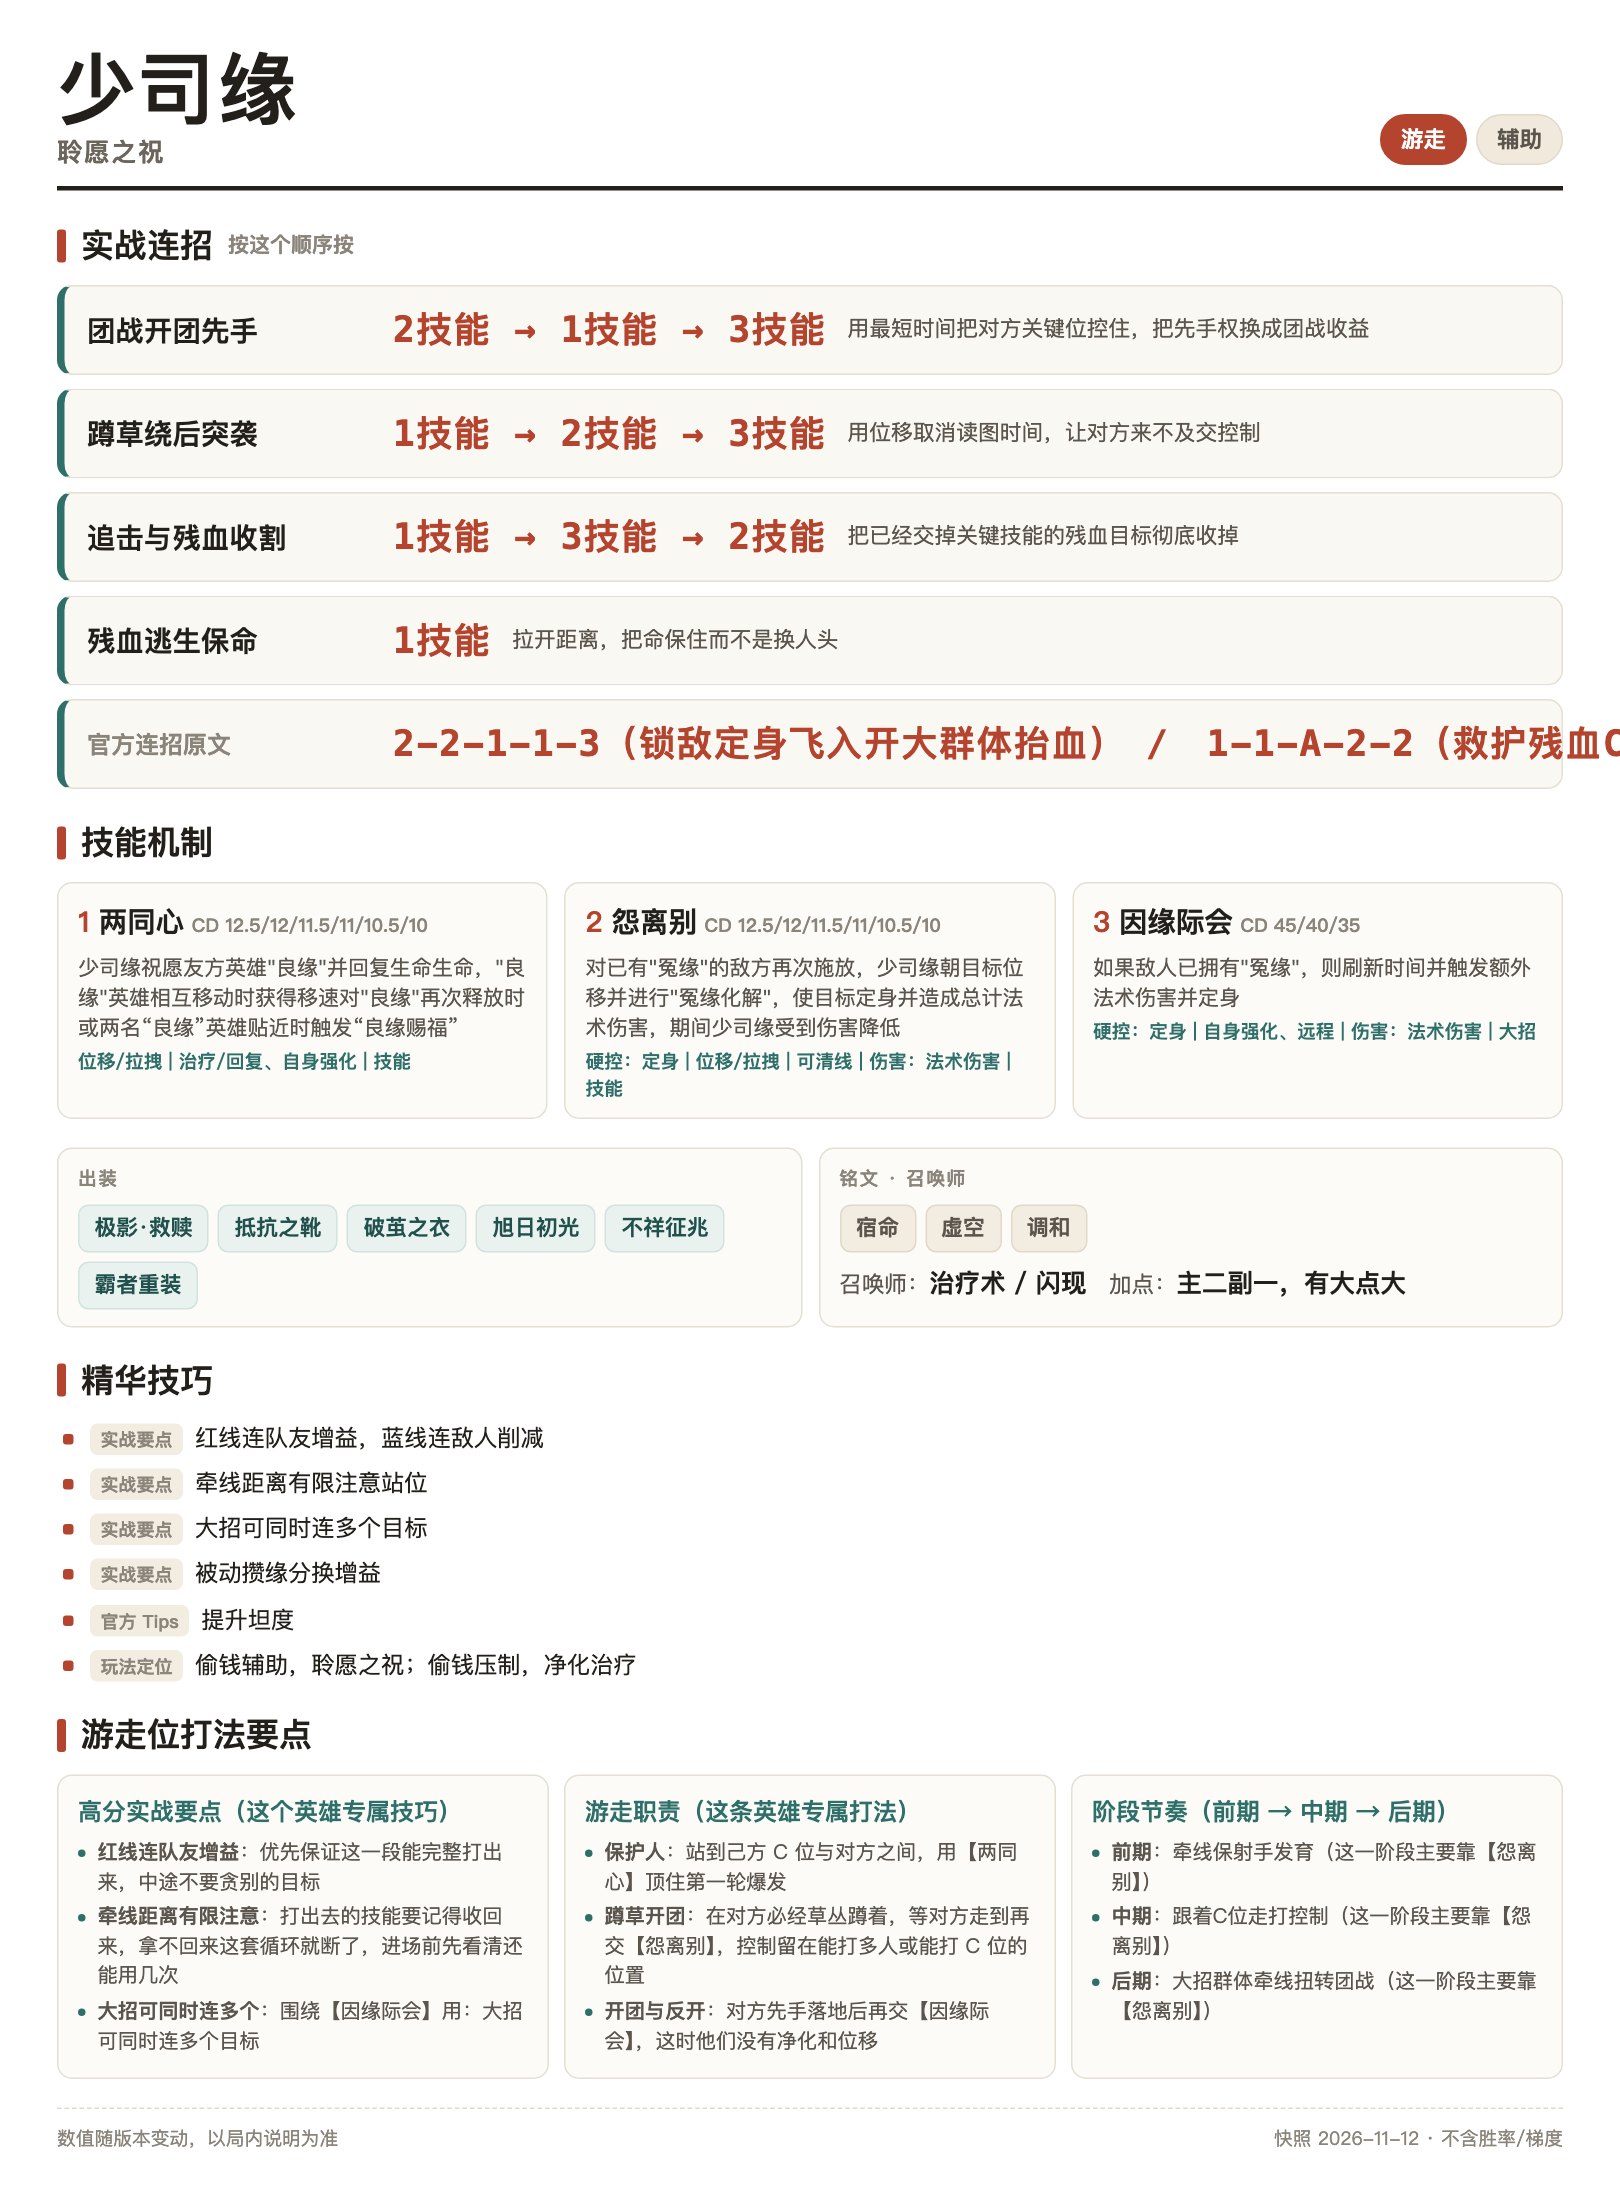 少司缘
聆愿之祝
游走 辅助
实战连招 按这个顺序按
团战开团先手 2技能 → 1技能 → 3技能 用最短时间把对方关键位控住，把先手权换成团战收益
蹲草绕后突袭 1技能 → 2技能 → 3技能 用位移取消读图时间，让对方来不及交控制
追击与残血收割 1技能 → 3技能 → 2技能 把已经交掉关键技能的残血目标彻底收掉
残血逃生保命 1技能 拉开距离，把命保住而不是换人头
官方连招原文 2-2-1-1-3（锁敌定身飞入开大群体抬血） / 1-1-A-2-2（救护残血C
技能机制
1 两同心 CD 12.5/12/11.5/11/10.5/10
少司缘祝愿友方英雄"良缘"并回复生命生命，"良
缘"英雄相互移动时获得移速对"良缘"再次释放时
或两名“良缘”英雄贴近时触发“良缘赐福”
位移/拉拽 | 治疗/回复、自身强化 | 技能
2 怨离别 CD 12.5/12/11.5/11/10.5/10
对已有"冤缘"的敌方再次施放，少司缘朝目标位
移并进行"冤缘化解"，使目标定身并造成总计法
术伤害，期间少司缘受到伤害降低
硬控：定身 | 位移/拉拽 | 可清线 | 伤害：法术伤害 |
技能
3 因缘际会 CD 45/40/35
如果敌人已拥有"冤缘"，则刷新时间并触发额外
法术伤害并定身
硬控：定身 | 自身强化、远程 | 伤害：法术伤害 | 大招
出装
极影·救赎 抵抗之靴 破茧之衣 旭日初光 不祥征兆
霸者重装
铭文 · 召唤师
宿命 虚空 调和
召唤师：治疗术 / 闪现 加点：主二副一，有大点大
精华技巧
实战要点 红线连队友增益，蓝线连敌人削减
实战要点 牵线距离有限注意站位
实战要点 大招可同时连多个目标
实战要点 被动攒缘分换增益
官方 Tips 提升坦度
玩法定位 偷钱辅助，聆愿之祝；偷钱压制，净化治疗
游走位打法要点
高分实战要点（这个英雄专属技巧）
红线连队友增益：优先保证这一段能完整打出
来，中途不要贪别的目标
牵线距离有限注意：打出去的技能要记得收回
来，拿不回来这套循环就断了，进场前先看清还
能用几次
大招可同时连多个：围绕【因缘际会】用：大招
可同时连多个目标
游走职责（这条英雄专属打法）
保护人：站到己方 C 位与对方之间，用【两同
心】顶住第一轮爆发
蹲草开团：在对方必经草丛蹲着，等对方走到再
交【怨离别】，控制留在能打多人或能打 C 位的
位置
开团与反开：对方先手落地后再交【因缘际
会】，这时他们没有净化和位移
阶段节奏（前期 → 中期 → 后期）
前期：牵线保射手发育（这一阶段主要靠【怨离
别】）
中期：跟着C位走打控制（这一阶段主要靠【怨
离别】）
后期：大招群体牵线扭转团战（这一阶段主要靠
【怨离别】）
数值随版本变动，以局内说明为准
快照 2026-11-12 · 不含胜率/梯度